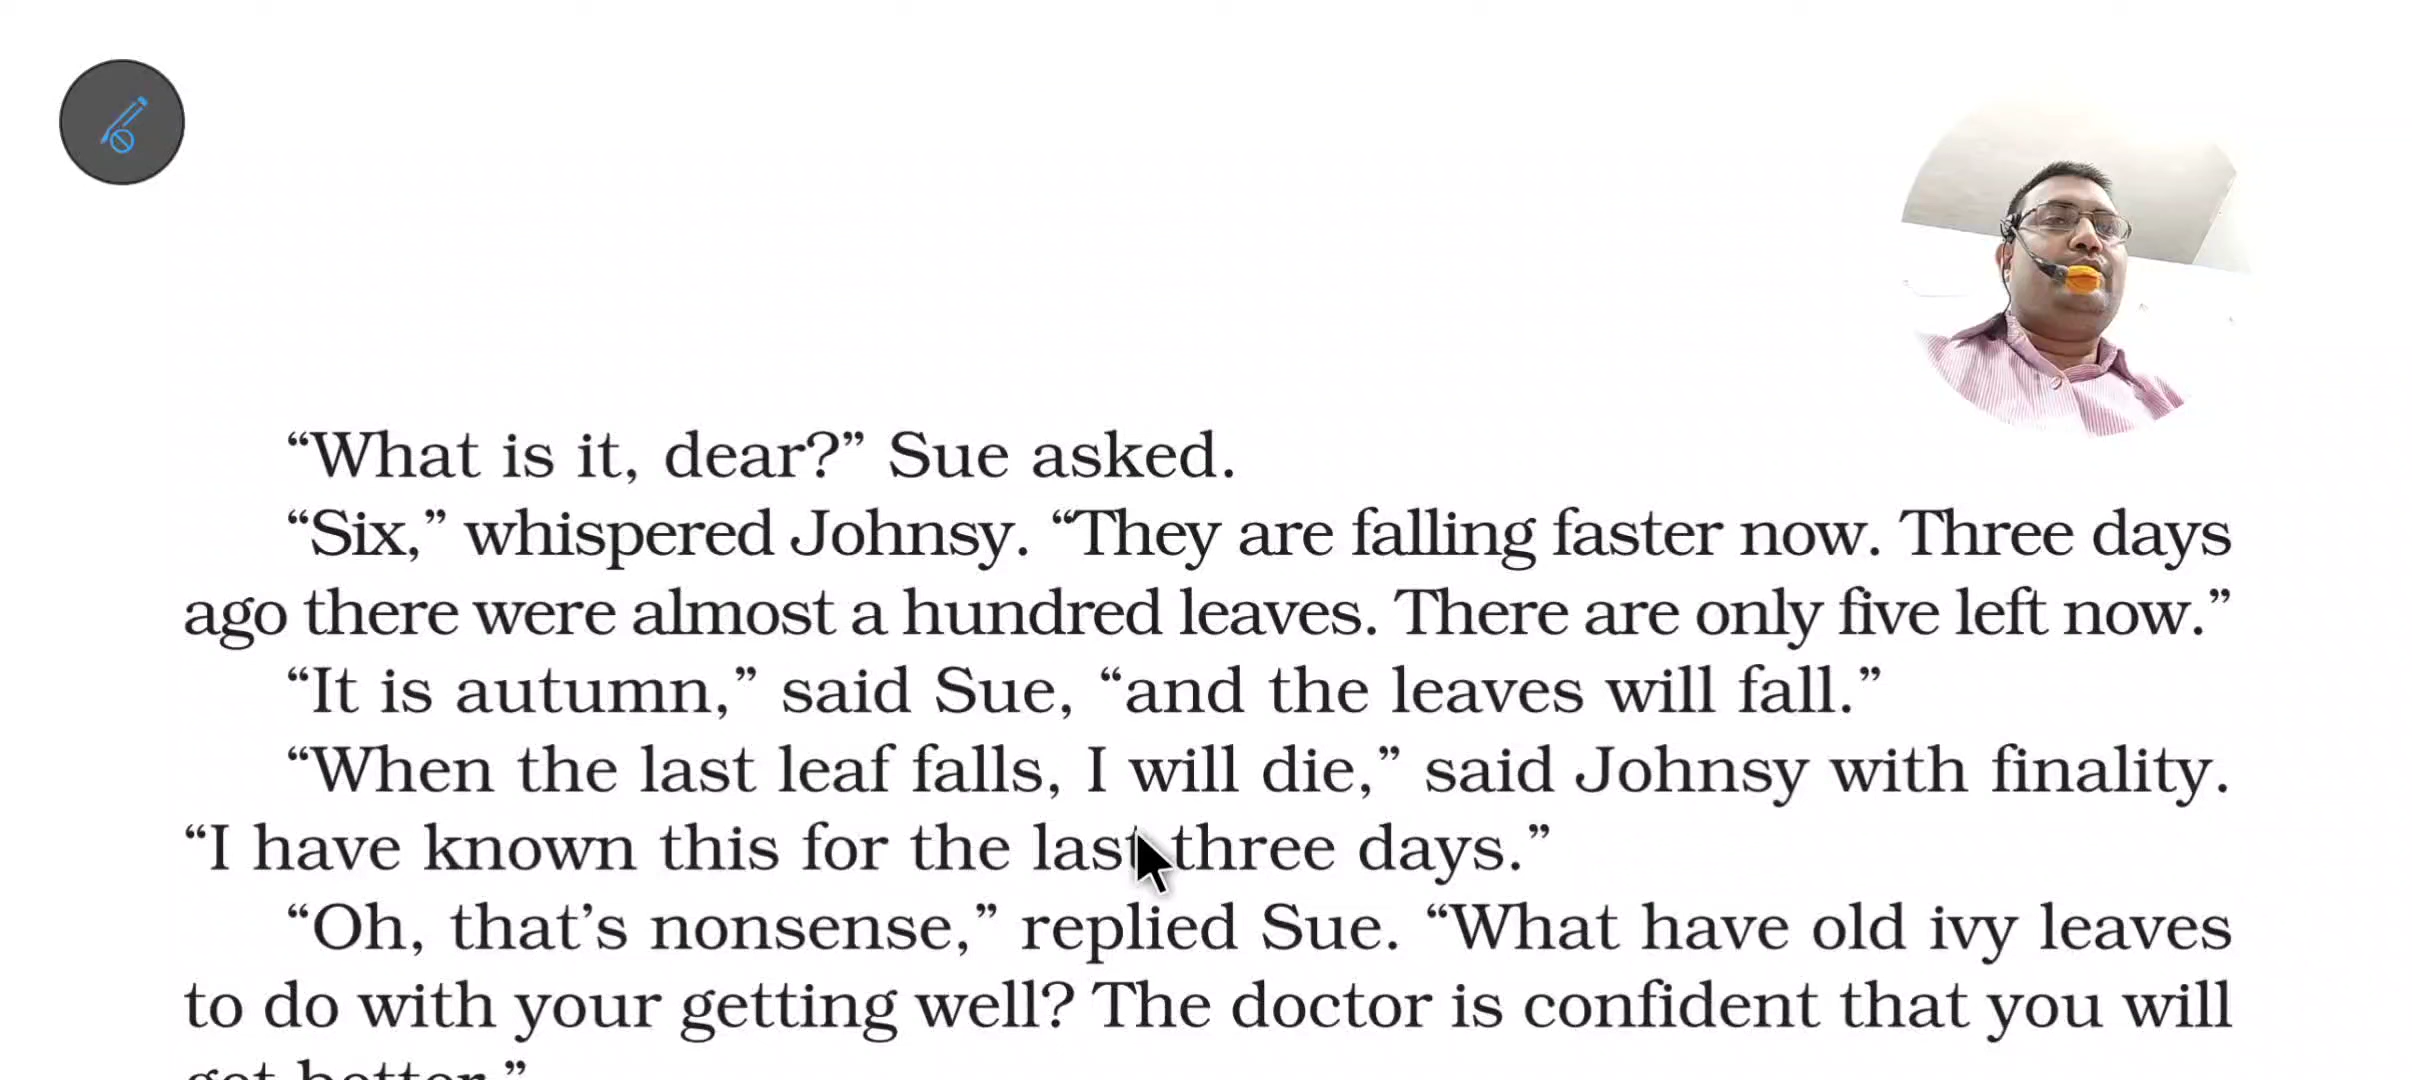 “What is it, dear?” Sue asked.
“Six,” whispered Johnsy. “They are falling faster now. Three days
ago there were almost a hundred leaves. There are only five left now.”
“It is autumn,” said Sue, “and the leaves will fall.”
“When the last leaf falls, I will die,” said Johnsy with finality.
“I have known this for the last three days.”
“Oh, that’s nonsense,” replied Sue. “What have old ivy leaves
to do with your getting well? The doctor is confident that you will
get better.”